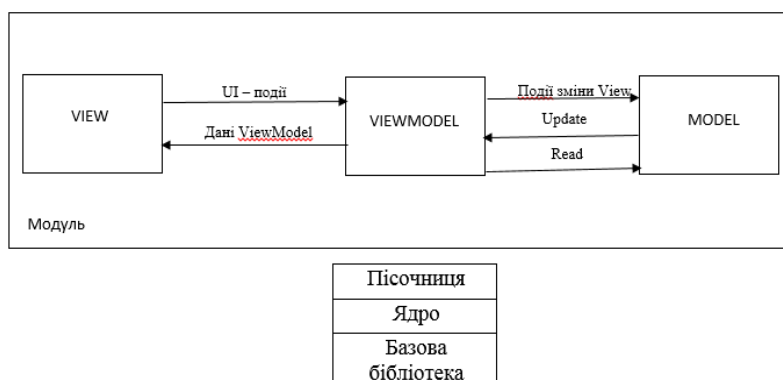 UI – події
Події зміни View
VIEW
VIEWMODEL
MODEL
Дані ViewModel
Update
Read
Модуль
Пісочниця
Ядро
Базова
бібліотека